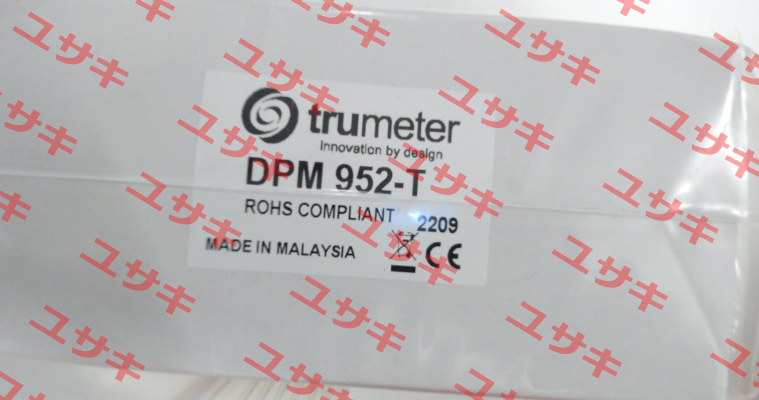 trumeter
innovation by design
DPM 952-T
ROHS COMPLIANT
2209
MADE IN MALAYSIA
CE
ユサキ